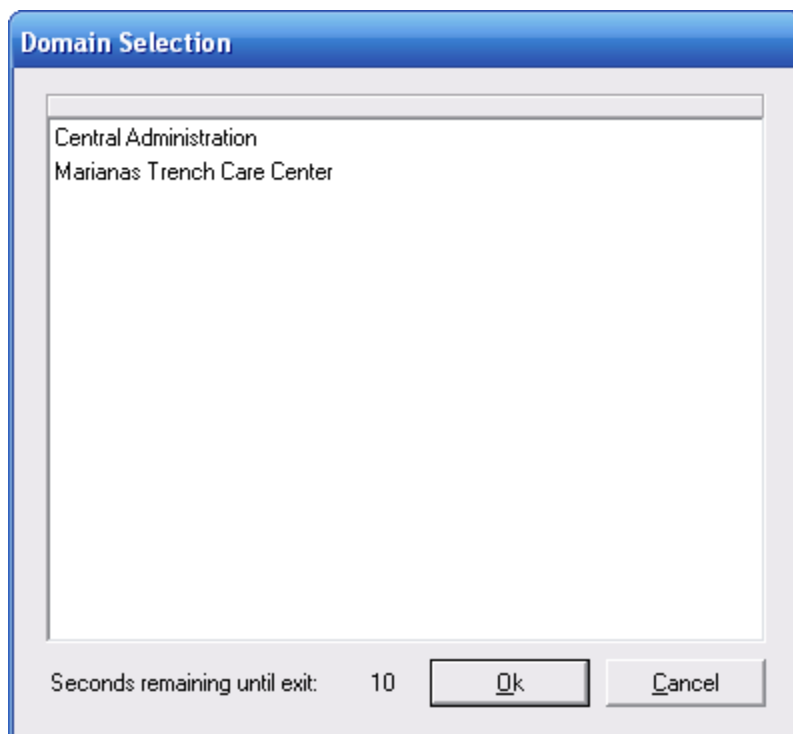 Domain Selection
Central Administration
Marianas Trench Care Center
Seconds remaining until exit: 10 Ok Cancel